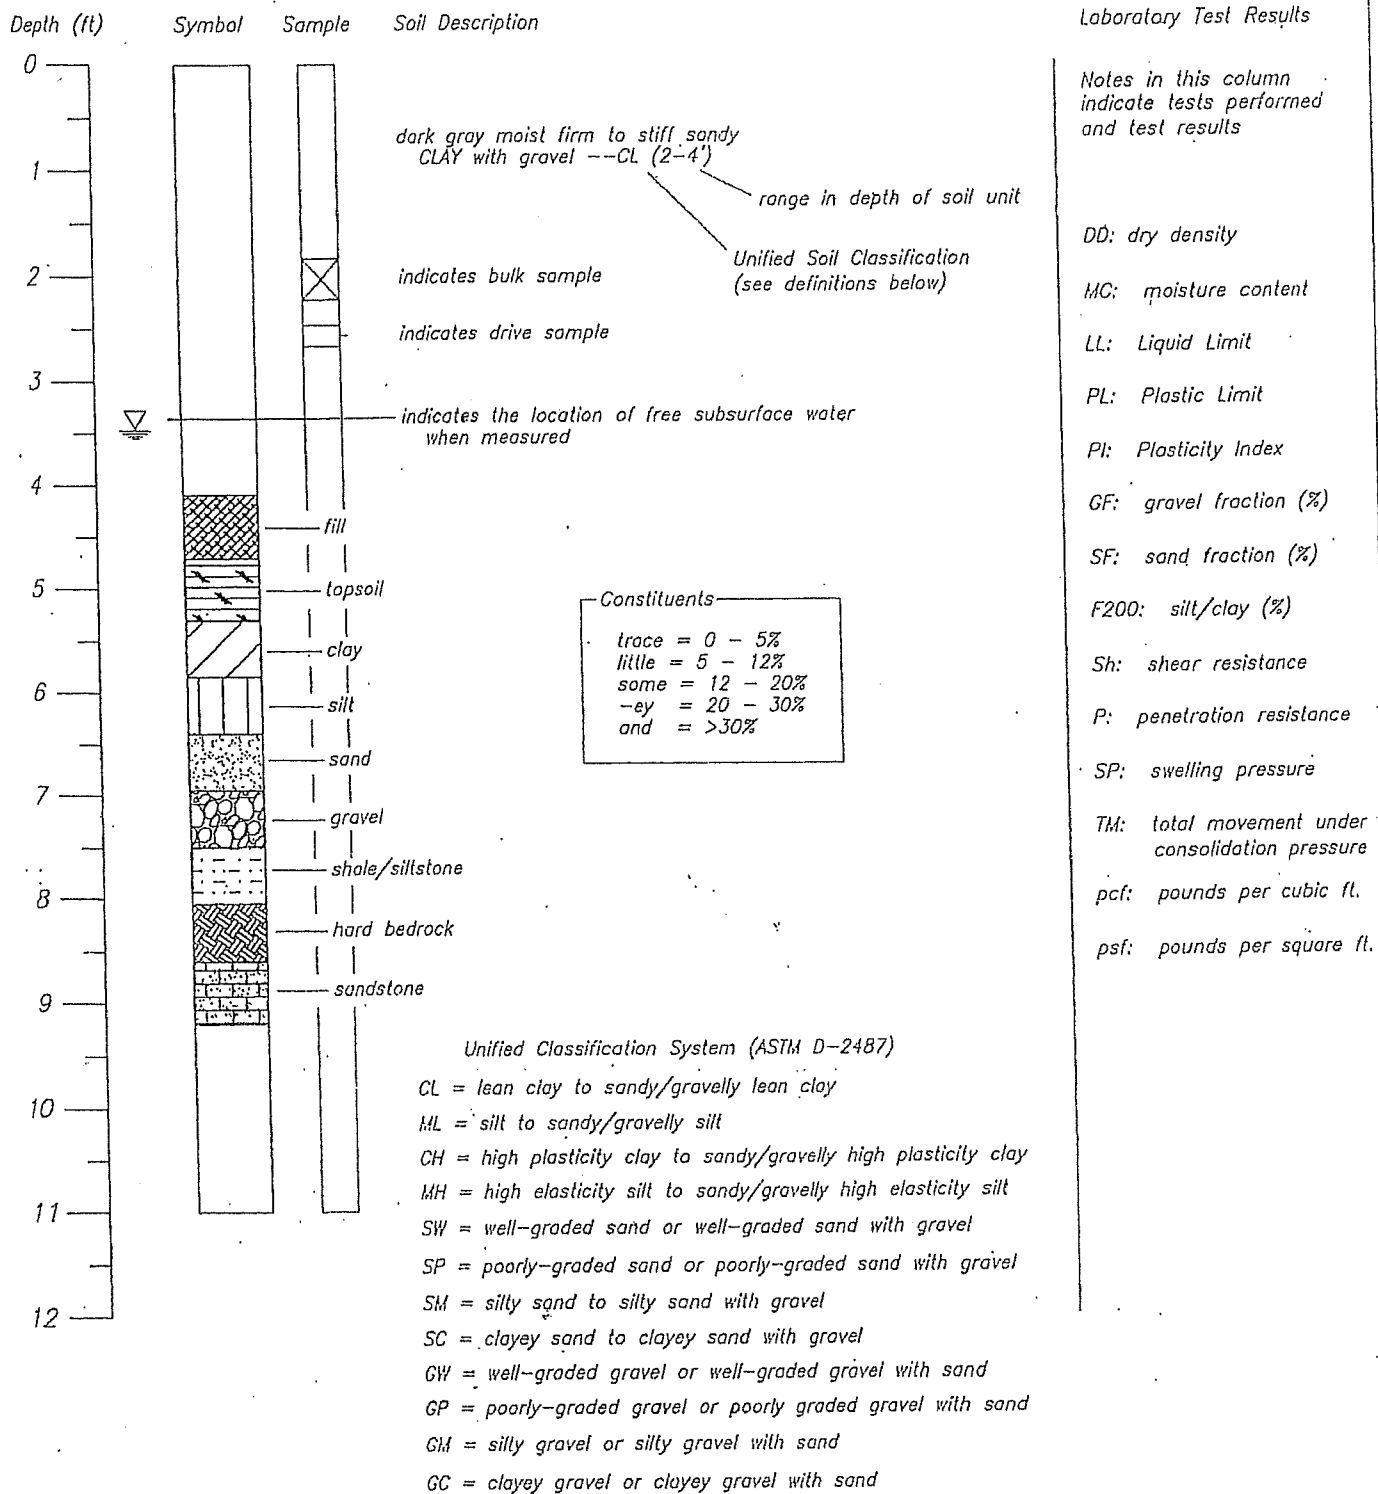 Depth (ft) Symbol Sample Soil Description Laboratory Test Results
0
1
2
3
4
5
6
7
8
9
10
11
12
dark gray moist firm to stiff sandy
CLAY with gravel ---CL (2-4')
range in depth of soil unit
Unified Soil Classification
(see definitions below)
indicates bulk sample
indicates drive sample
indicates the location of free subsurface water
when measured
fill
topsoil
clay
silt
sand
gravel
shale/siltstone
hard bedrock
sandstone
Constituents
trace = 0 - 5%
little = 5 - 12%
some = 12 - 20%
-ey = 20 - 30%
and = >30%
Unified Classification System (ASTM D-2487)
CL = lean clay to sandy/gravelly lean clay
ML = silt to sandy/gravelly silt
CH = high plasticity clay to sandy/gravelly high plasticity clay
MH = high elasticity silt to sandy/gravelly high elasticity silt
SW = well-graded sand or well-graded sand with gravel
SP = poorly-graded sand or poorly-graded sand with gravel
SM = silty sand to silty sand with gravel
SC = clayey sand to clayey sand with gravel
GW = well-graded gravel or well-graded gravel with sand
GP = poorly-graded gravel or poorly graded gravel with sand
GM = silly gravel or silty gravel with sand
GC = clayey gravel or clayey gravel with sand
Notes in this column
indicate tests performed
and test results
DD: dry density
MC: moisture content
LL: Liquid Limit
PL: Plastic Limit
PI: Plasticity Index
GF: gravel fraction (%)
SF: sand fraction (%)
F200: silt/clay (%)
Sh: shear resistance
P: penetration resistance
SP: swelling pressure
TM: total movement under
consolidation pressure
pcf: pounds per cubic ft.
psf: pounds per square ft.